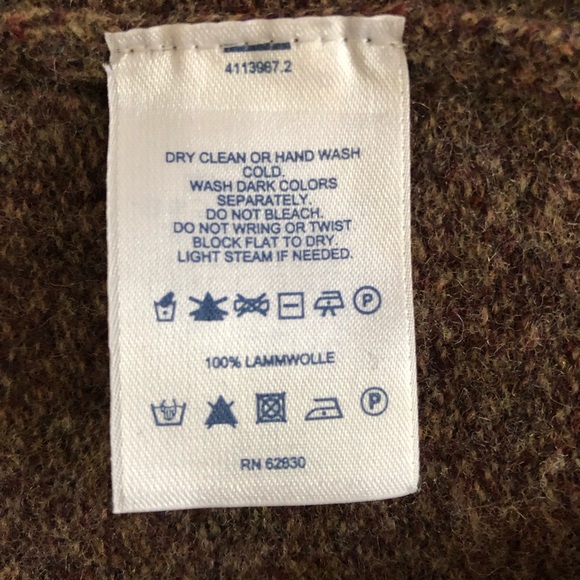 4113967.2
DRY CLEAN OR HAND WASH
COLD.
WASH DARK COLORS
SEPARATELY.
DO NOT BLEACH.
DO NOT WRING OR TWIST
BLOCK FLAT TO DRY.
LIGHT STEAM IF NEEDED.
P
100% LAMMWOLLE
P
RN 62830